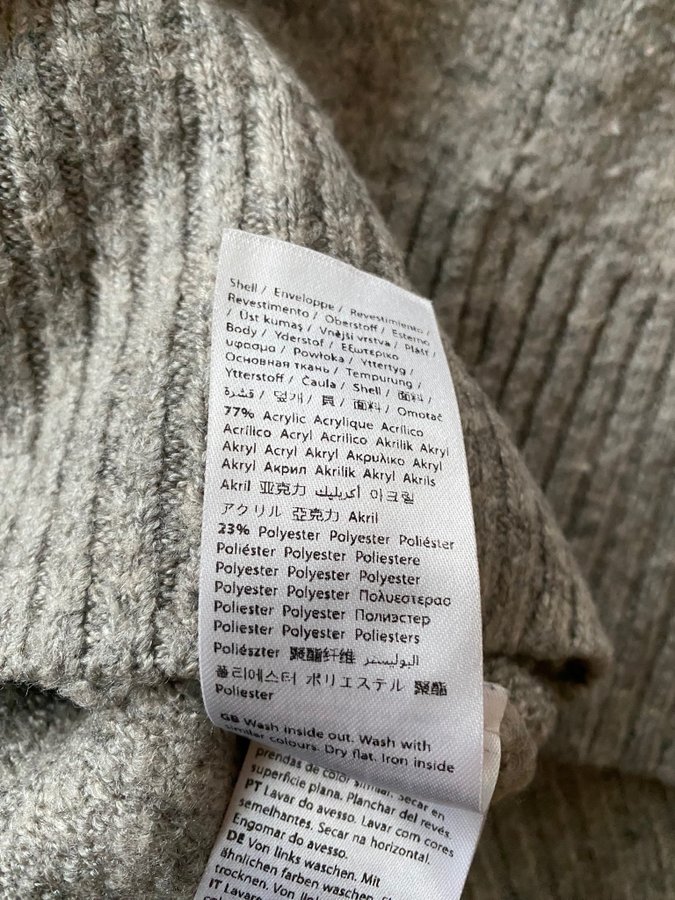 Shell / Enveloppe / Revestimiento /
Revestimento / Oberstoff / Esterno
/ Üst kumaş / Vnějsi vrstva / Plášť /
Body / Yderstof / Εξωτερικο
υφασμα / Powłoka / Yttertyg /
Основная ткань / Tempurung /
Ytterstoff / Čaula / Shell / 面料 /
قشرة / 덮개 / 貝 / 面料 / Omotač
77% Acrylic Acrylique Acrílico
Acrílico Acryl Acrilico Akrilik Akryl
Akryl Acryl Akryl Ακρυλικο Akryl
Akryl Акрил Akrilik Akryl Akrils
Akril 亚克力 أكريليك 아크릴
アクリル 亞克力 Akril
23% Polyester Polyester Poliéster
Poliéster Polyester Poliestere
Polyester Polyester Polyester
Polyester Polyester Πολυεστερας
Poliester Polyester Полиэстер
Poliester Polyester Poliesters
Poliészter 聚酯纤维 البوليستر
폴리에스터 ポリエステル 聚酯
Poliester
GB Wash inside out. Wash with
similar colours. Dry flat. Iron inside
prendas de color similar. Secar en
superficie plana. Planchar del revés.
PT Lavar do avesso. Lavar com cores
semelhantes. Secar na horizontal.
Engomar do avesso.
DE Von links waschen. Mit
ähnlichen farben waschen.
trocknen. Von
IT Lavare